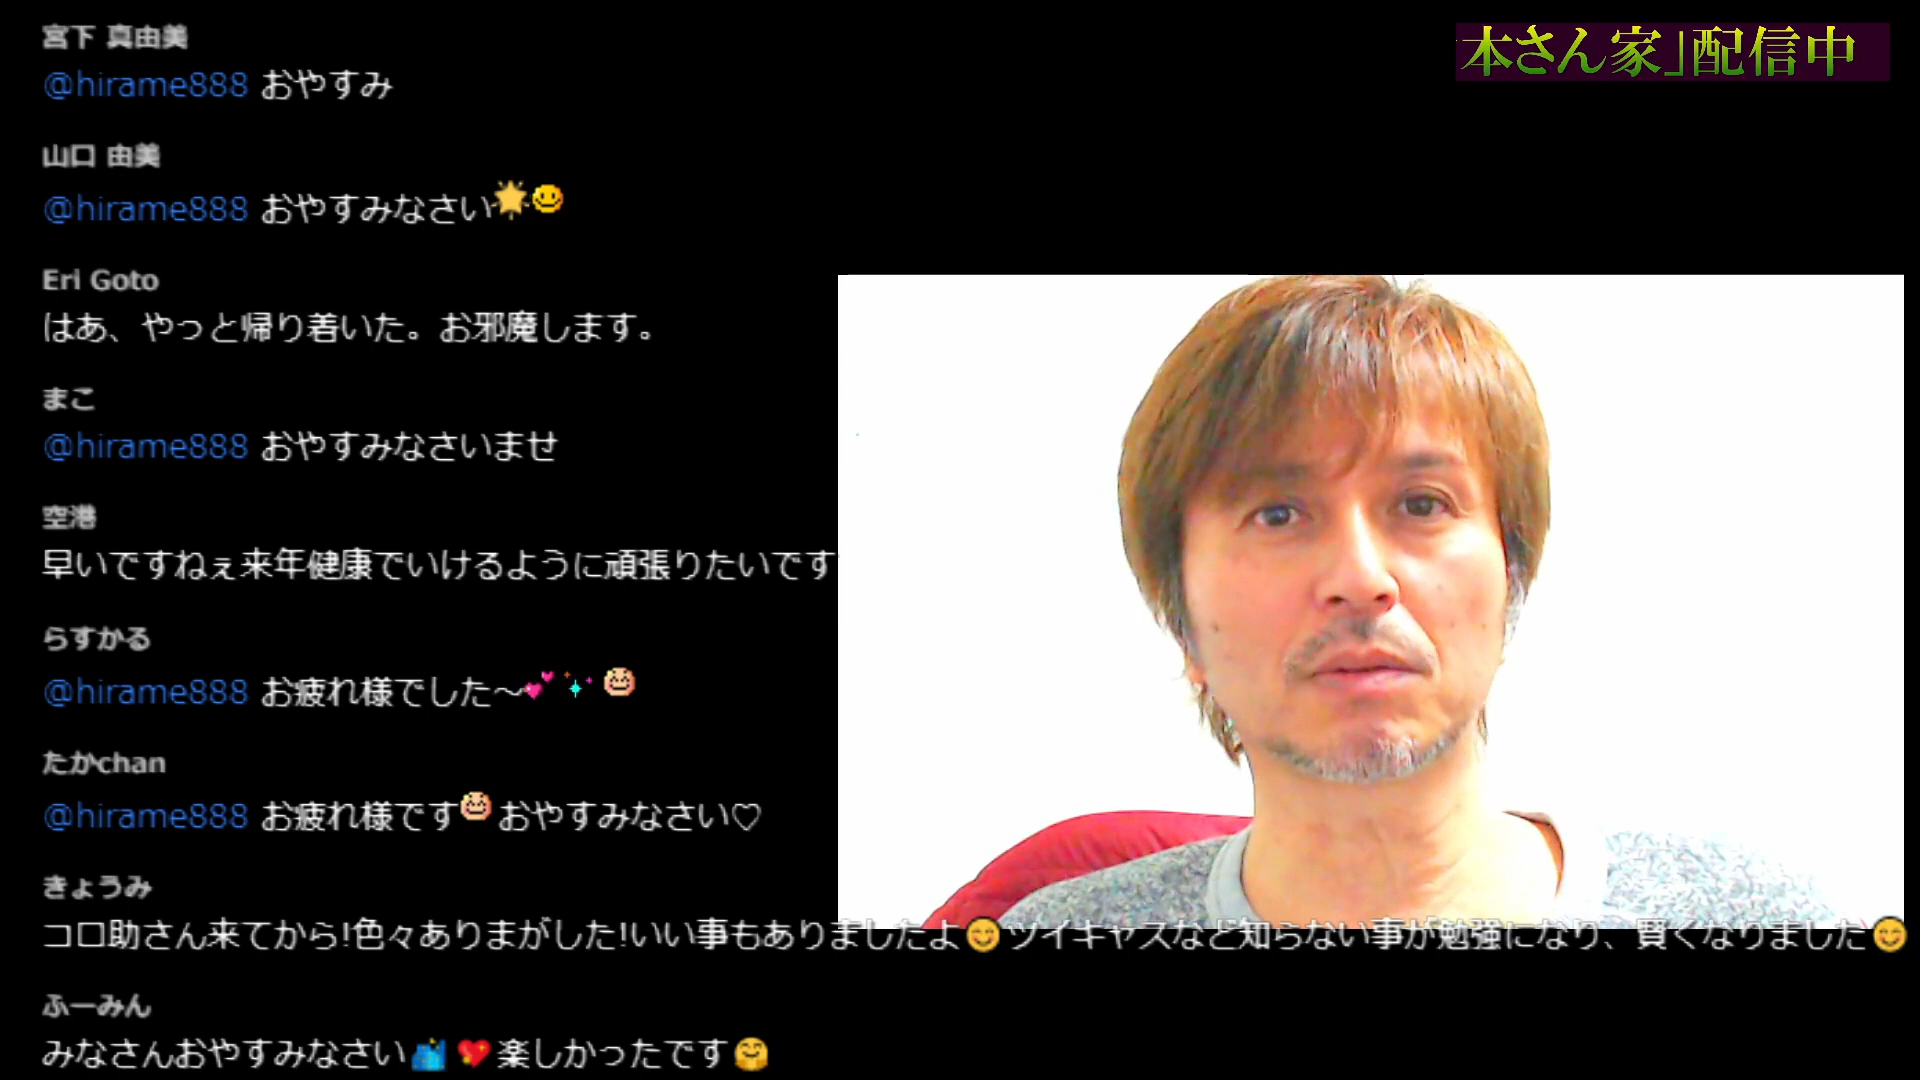 本さん家」配信中
宮下 真由美
@hirame888 おやすみ
山口 由美
@hirame888 おやすみなさい🌟😀
Eri Goto
はあ、やっと帰り着いた。お邪魔します。
まこ
@hirame888 おやすみなさいませ
空港
早いですねぇ来年健康でいけるように頑張りたいです
らすかる
@hirame888 お疲れ様でした〜💕✨😁
たかchan
@hirame888 お疲れ様です😁おやすみなさい♡
きょうみ
コロ助さん来てから!色々ありまがした!いい事もありましたよ😊ツイキャスなど知らない事が勉強になり、賢くなりました😊
ふーみん
みなさんおやすみなさい🌃💖楽しかったです🤗